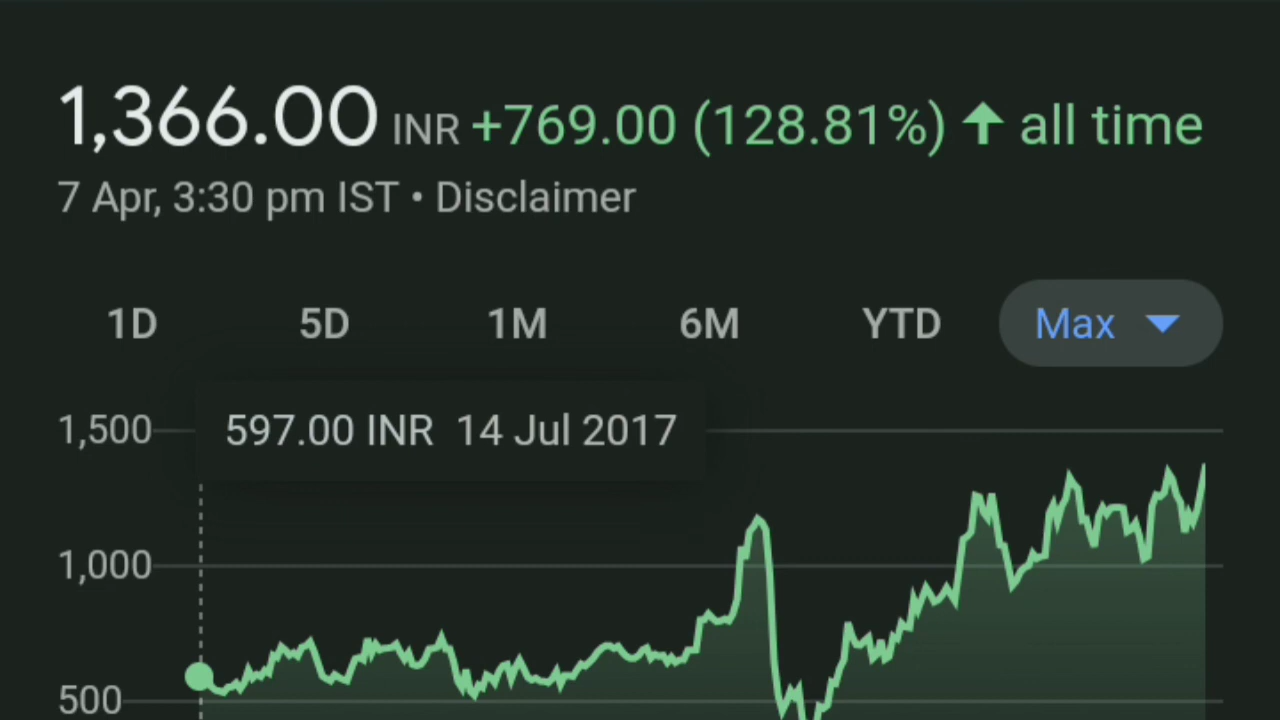 1,366.00 INR +769.00 (128.81%) ↑ all time
7 Apr, 3:30 pm IST • Disclaimer
1D 5D 1M 6M YTD Max
1,500
597.00 INR 14 Jul 2017
1,000
500